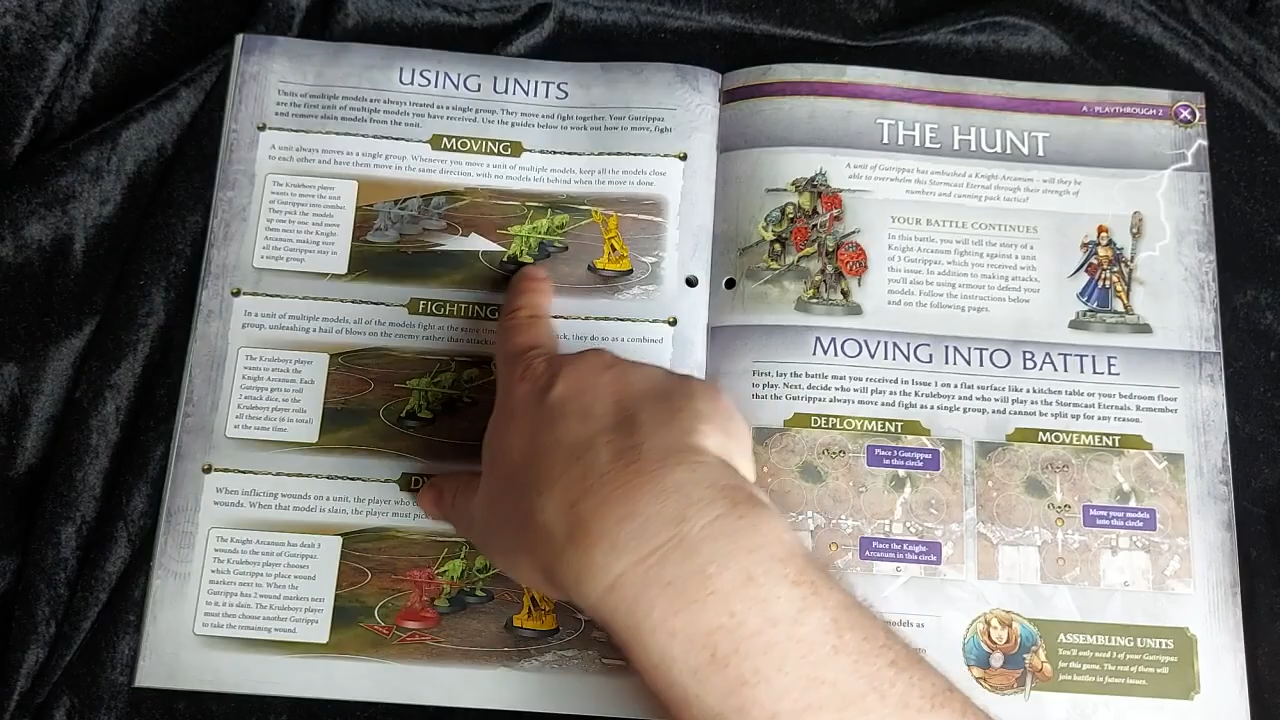 USING UNITS
Units of multiple models are always treated as a single group. They move and fight together. Your Gutrippaz
are the first unit of multiple models you have received. Use the guides below to work out how to move, fight
and remove slain models from the unit.
MOVING
A unit always moves as a single group. Whenever you move a unit of multiple models, keep all the models close
to each other and have them move in the same direction, with no models left behind when the move is done.
The Kruleboyz player
wants to move the unit
of Gutrippaz into combat.
They pick the models
up one by one, and move
them next to the Knight-
Arcanum, making sure
all the Gutrippaz stay in
a single group.
FIGHTING
In a unit of multiple models, all of the models fight at the same
group, unleashing a hail of blows on the enemy rather than
they do so as a combined
The Kruleboyz player
wants to attack the
Knight-Arcanum. Each
Gutrippa gets to roll
2 attack dice, so the
Kruleboyz player rolls
all these dice (6 in total)
at the same time.
When inflicting wounds on a unit, the player who
wounds. When that model is slain, the player must pick
The Knight-Arcanum has dealt 3
wounds to the unit of Gutrippaz.
The Kruleboyz player chooses
which Gutrippa to place wound
markers next to. When the
Gutrippa has 2 wound markers next
to it, it is slain. The Kruleboyz player
must then choose another Gutrippa
to take the remaining wound.
A - PLAYTHROUGH 2
THE HUNT
A unit of Gutrippaz has ambushed a Knight-Arcanum – will they be
able to overwhelm this Stormcast Eternal through their strength of
numbers and cunning pack tactics?
YOUR BATTLE CONTINUES
In this battle, you will tell the story of a
Knight-Arcanum fighting against a unit
of 3 Gutrippaz, which you received with
this issue. In addition to making attacks,
you'll also be using armour to defend your
models. Follow the instructions below
and on the following pages.
MOVING INTO BATTLE
First, lay the battle mat you received in Issue 1 on a flat surface like a kitchen table or your bedroom floor
to play. Next, decide who will play as the Kruleboyz and who will play as the Stormcast Eternals. Remember
that the Gutrippaz always move and fight as a single group, and cannot be split up for any reason.
DEPLOYMENT
Place 3 Gutrippaz
in this circle
Place the Knight-
Arcanum in this circle
MOVEMENT
Move your models
into this circle
models as
ASSEMBLING UNITS
You'll only need 3 of your Gutrippaz
for this game. The rest of them will
join battles in future issues.